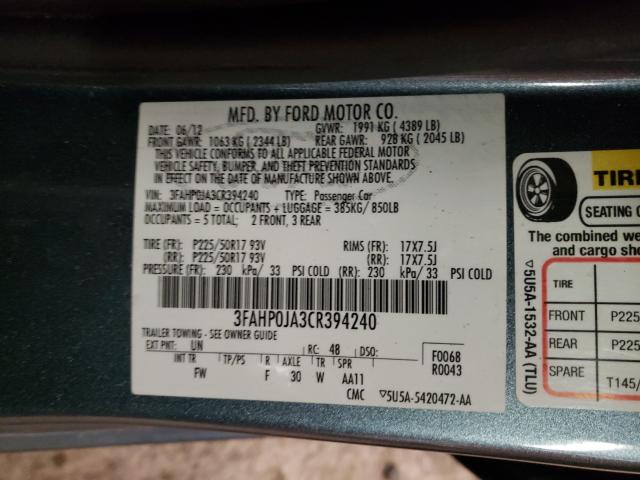 MFD. BY FORD MOTOR CO.
DATE: 06/12 GVWR: 1991 KG ( 4389 LB)
FRONT GAWR: 1063 KG ( 2344 LB) REAR GAWR: 928 KG ( 2045 LB)
THIS VEHICLE CONFORMS TO ALL APPLICABLE FEDERAL MOTOR
VEHICLE SAFETY, BUMPER, AND THEFT PREVENTION STANDARDS
IN EFFECT ON THE DATE OF MANUFACTURE SHOWN ABOVE.
VIN: 3FAHP0JA3CR394240 TYPE: Passenger Car
MAXIMUM LOAD = OCCUPANTS + LUGGAGE = 385KG/ 850LB
OCCUPANTS = 5 TOTAL; 2 FRONT, 3 REAR
TIRE (FR): P225/50R17 93V RIMS (FR): 17X7.5J
(RR): P225/50R17 93V (RR): 17X7.5J
PRESSURE (FR): 230 kPa/ 33 PSI COLD (RR): 230 kPa/ 33 PSI COLD
3FAHP0JA3CR394240
TRAILER TOWING - SEE OWNER GUIDE
EXT PNT: UN RC: 48 DSO: F0068
INT TR TP/PS R AXLE TR SPR R0043
FW F 30 W AA11
CMC ▽5U5A-5420472-AA
TIRE
SEATING
The combined
and cargo
TIRE
FRONT P225
REAR P225
SPARE T145/
▽5U5A-1532-AA (TLU)